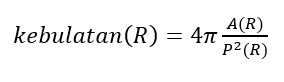 kebulatan(R) = 4π A(R) / P²(R)